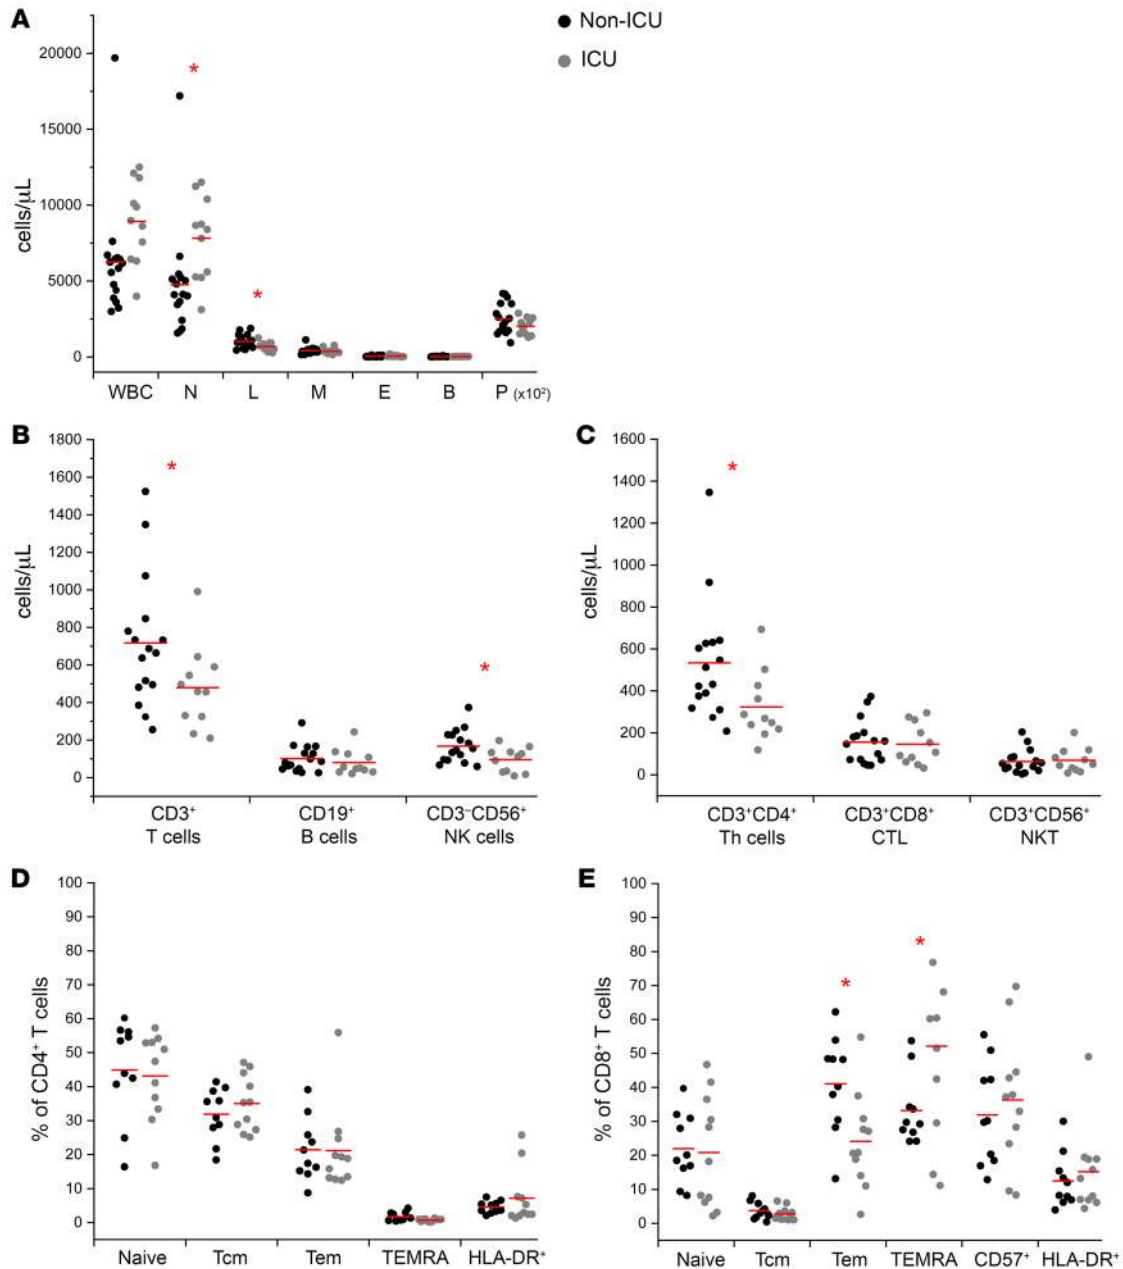 A
Non-ICU
ICU
cells/μL
20000
15000
10000
5000
0
*
*
WBC N L M E B P (x10²)
B
cells/μL
1800
1600
1400
1200
1000
800
600
400
200
0
*
*
CD3⁺ CD19⁺ CD3⁻CD56⁺
T cells B cells NK cells
C
cells/μL
1600
1400
1200
1000
800
600
400
200
0
*
CD3⁺CD4⁺ CD3⁺CD8⁺ CD3⁺CD56⁺
Th cells CTL NKT
D
% of CD4⁺ T cells
100
90
80
70
60
50
40
30
20
10
0
Naive Tcm Tem TEMRA HLA-DR⁺
E
% of CD8⁺ T cells
100
90
80
70
60
50
40
30
20
10
0
*
*
Naive Tcm Tem TEMRA CD57⁺ HLA-DR⁺